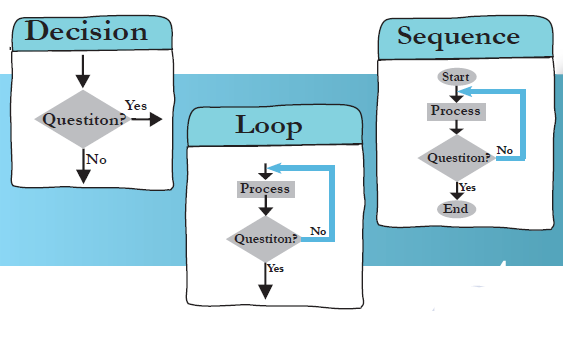 Decision
Yes
Questiton?
No
Loop
Process
No
Questiton?
Yes
Sequence
Start
Process
No
Questiton?
Yes
End